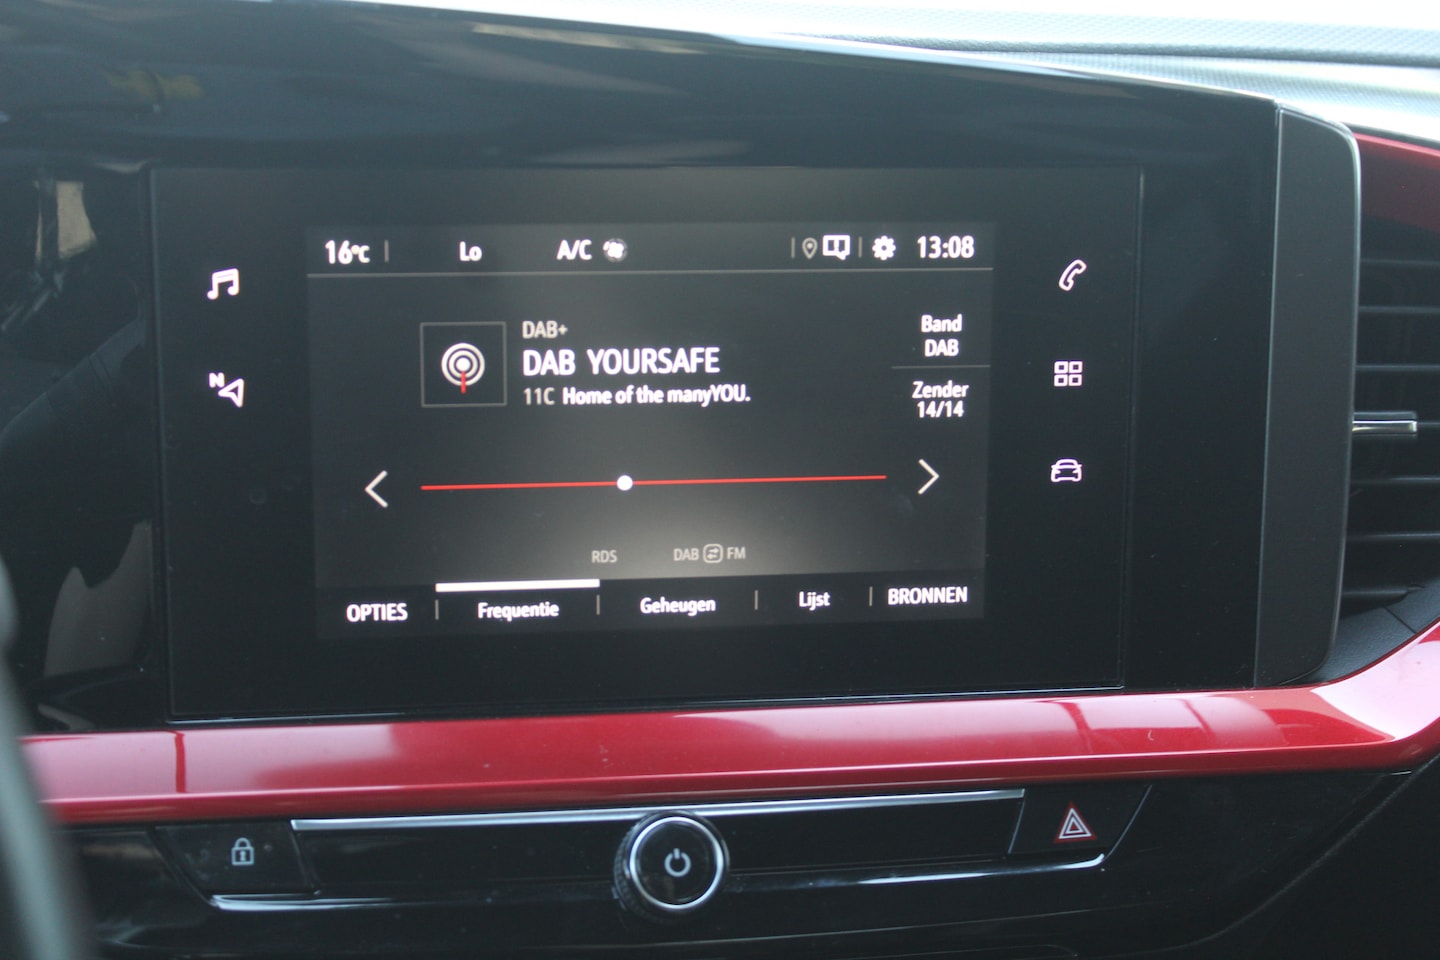 16°C Lo A/C 13:08
N
DAB+
DAB YOURSAFE
11C Home of the manyYOU.
Band
DAB
Zender
14/14
RDS DAB FM
OPTIES Frequentie Geheugen Lijst BRONNEN